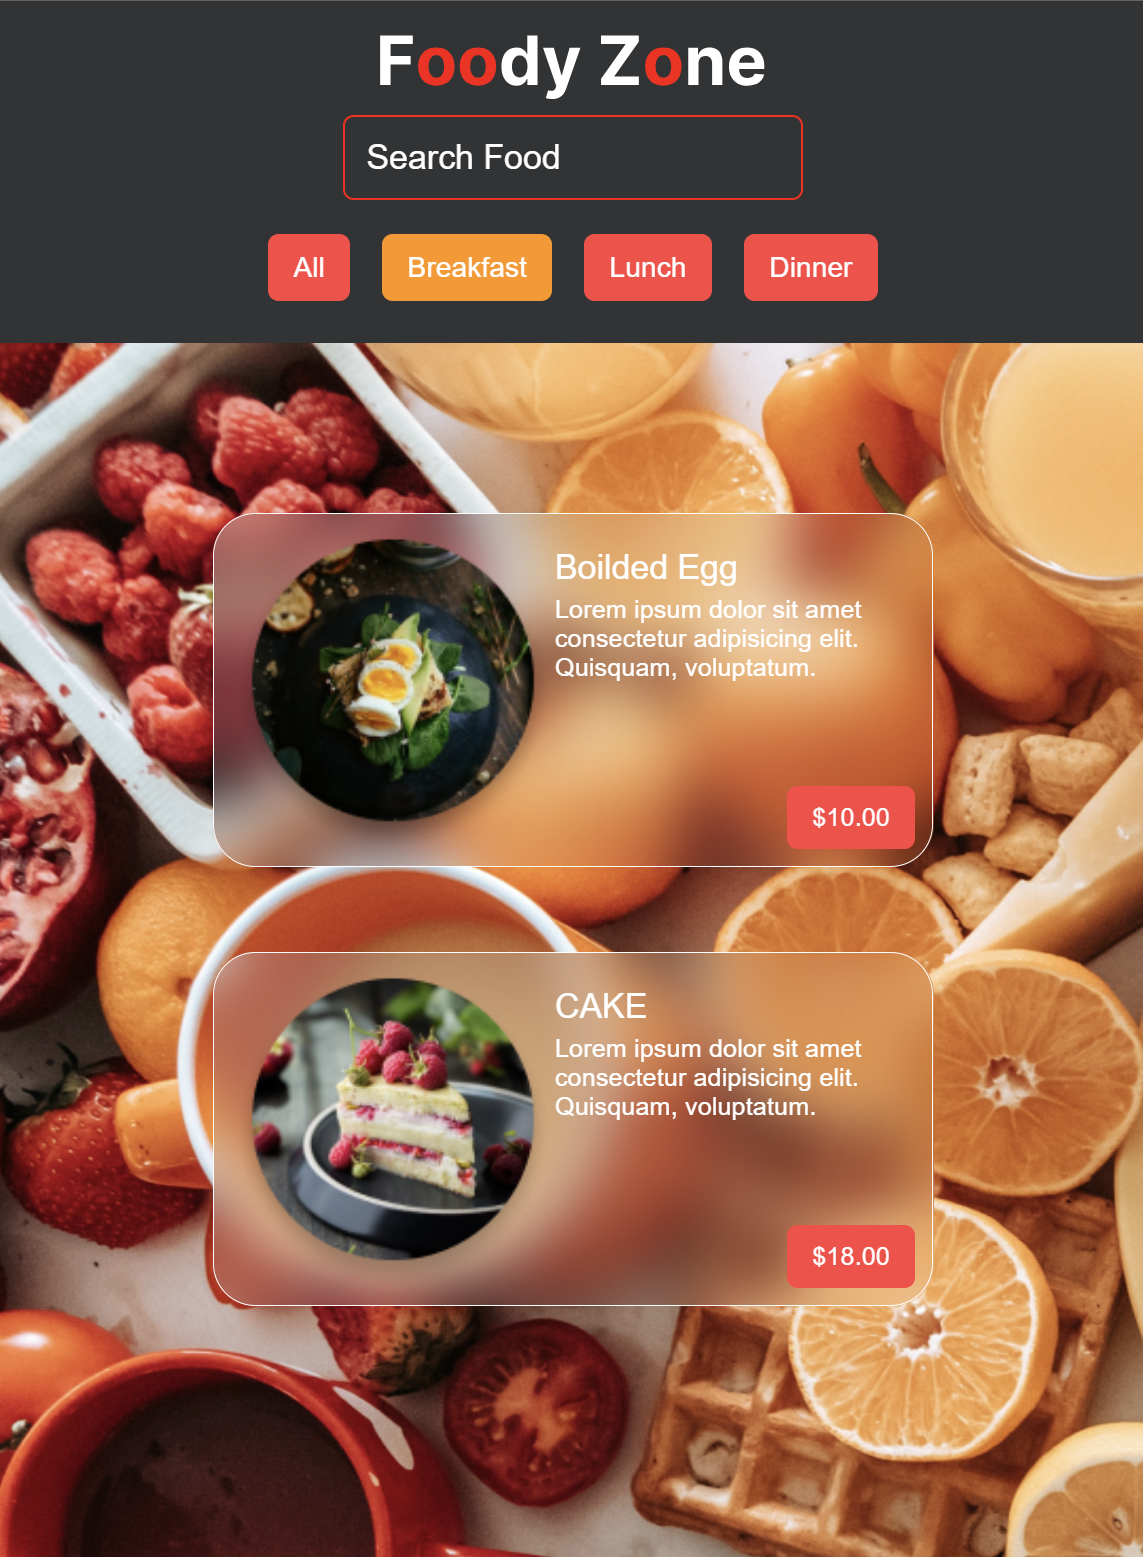 Foody Zone
Search Food
All Breakfast Lunch Dinner
Boilded Egg
Lorem ipsum dolor sit amet
consectetur adipisicing elit.
Quisquam, voluptatum.
$10.00
CAKE
Lorem ipsum dolor sit amet
consectetur adipisicing elit.
Quisquam, voluptatum.
$18.00